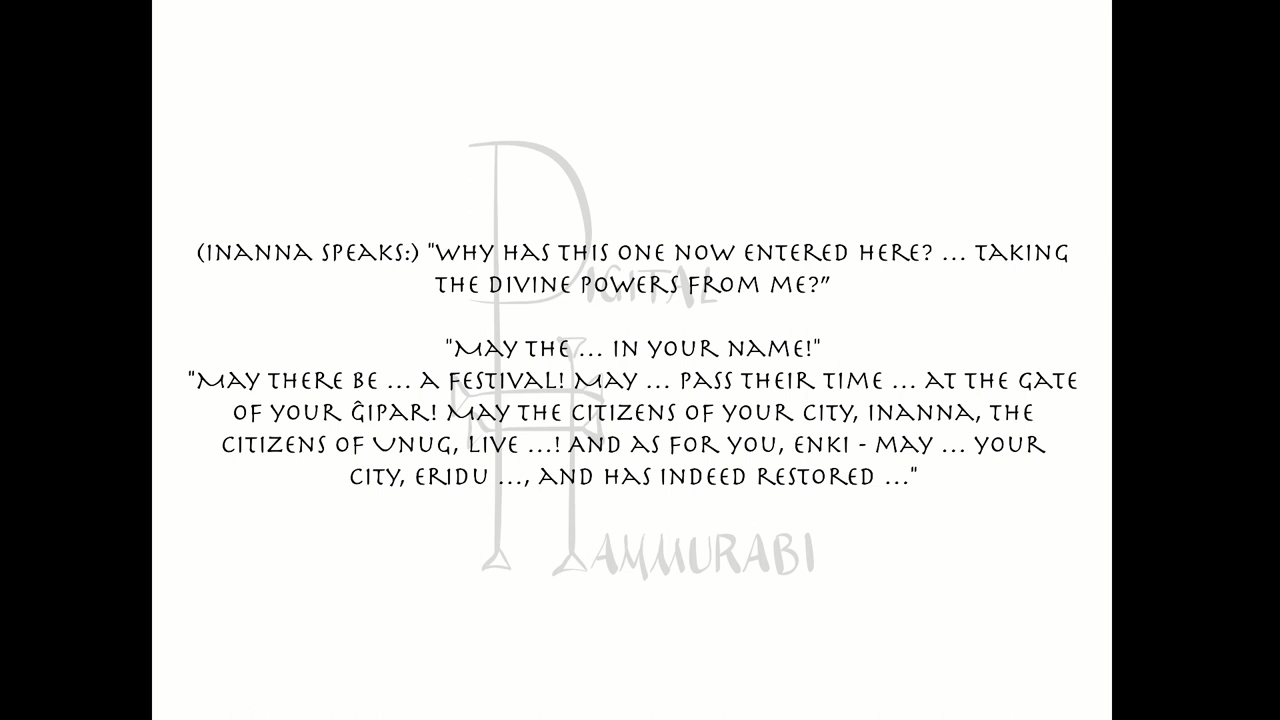 (Inanna speaks:) "Why has this one now entered here? … taking
the divine powers from me?”
"May the … in your name!"
"May there be … a festival! May … pass their time … at the gate
of your ĝipar! May the citizens of your city, Inanna, the
citizens of Unug, live …! And as for you, Enki - may … your
city, Eridu …, and has indeed restored …"
Digital
Hammurabi